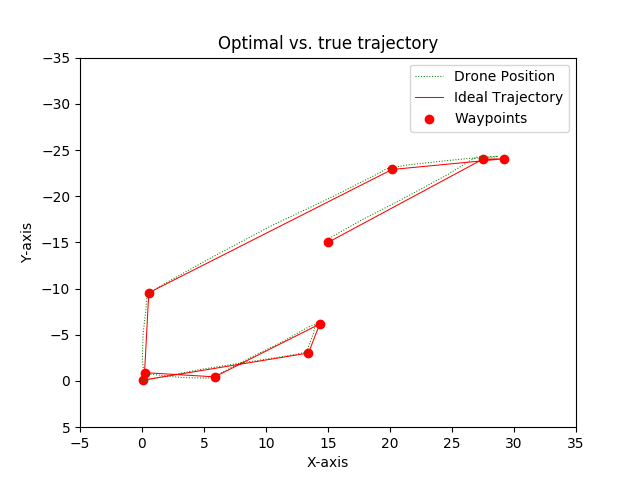 Optimal vs. true trajectory
Drone Position
Ideal Trajectory
Waypoints
Y-axis
−35
−30
−25
−20
−15
−10
−5
0
5
−5 0 5 10 15 20 25 30 35
X-axis